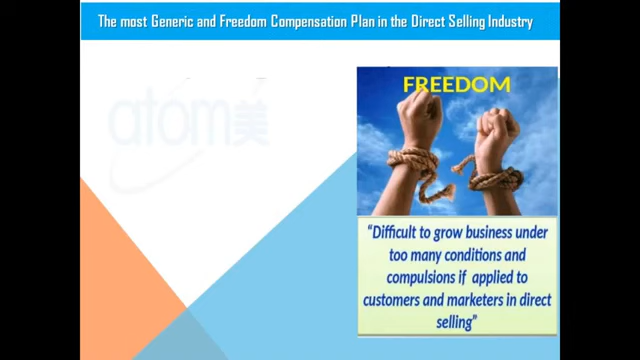 The most Generic and Freedom Compensation Plan in the Direct Selling Industry
atom美
FREEDOM
“Difficult to grow business under
too many conditions and
compulsions if applied to
customers and marketers in direct
selling”